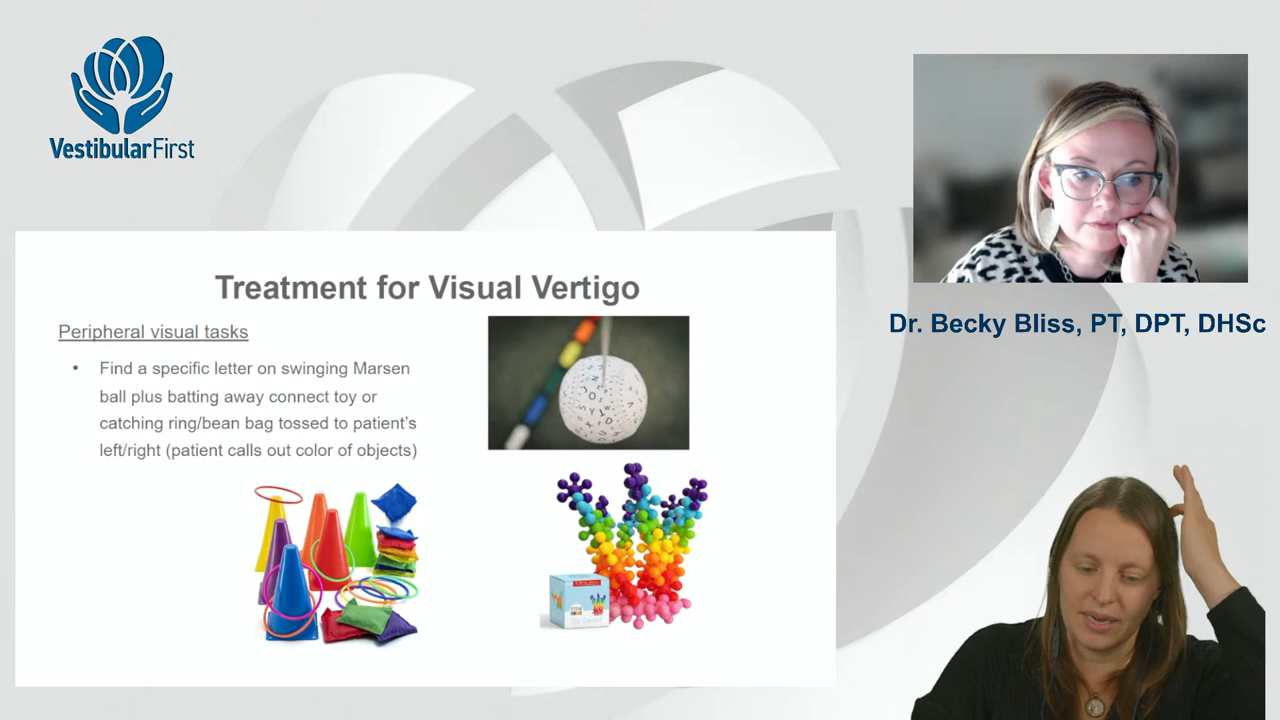 VestibularFirst
Treatment for Visual Vertigo
Peripheral visual tasks
• Find a specific letter on swinging Marsen
ball plus batting away connect toy or
catching ring/bean bag tossed to patient's
left/right (patient calls out color of objects)
Dr. Becky Bliss, PT, DPT, DHSc